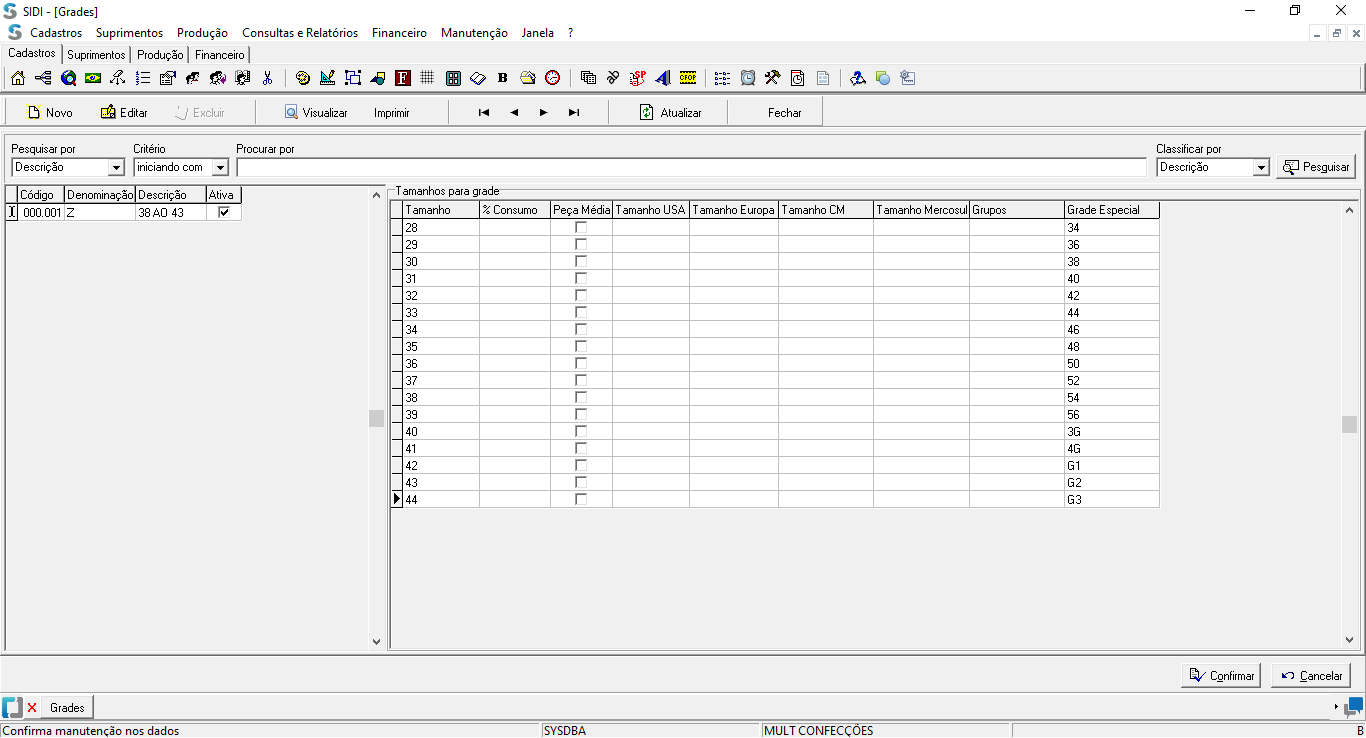 SIDI - [Grades]
Cadastros Suprimentos Produção Consultas e Relatórios Financeiro Manutenção Janela ?
Cadastros Suprimentos Produção Financeiro
Novo Editar Excluir Visualizar Imprimir Atualizar Fechar
Pesquisar por Critério Procurar por Classificar por
Descrição iniciando com Descrição Pesquisar
Tamanhos para grade
Código Denominação Descrição Ativa
000.001 Z 38 AO 43
Tamanho % Consumo Peça Média Tamanho USA Tamanho Europa Tamanho CM Tamanho Mercosul Grupos Grade Especial
28 34
29 36
30 38
31 40
32 42
33 44
34 46
35 48
36 50
37 52
38 54
39 56
40 3G
41 4G
42 G1
43 G2
44 G3
Confirmar Cancelar
Grades
Confirma manutenção nos dados SYSDBA MULT CONFECÇÕES B